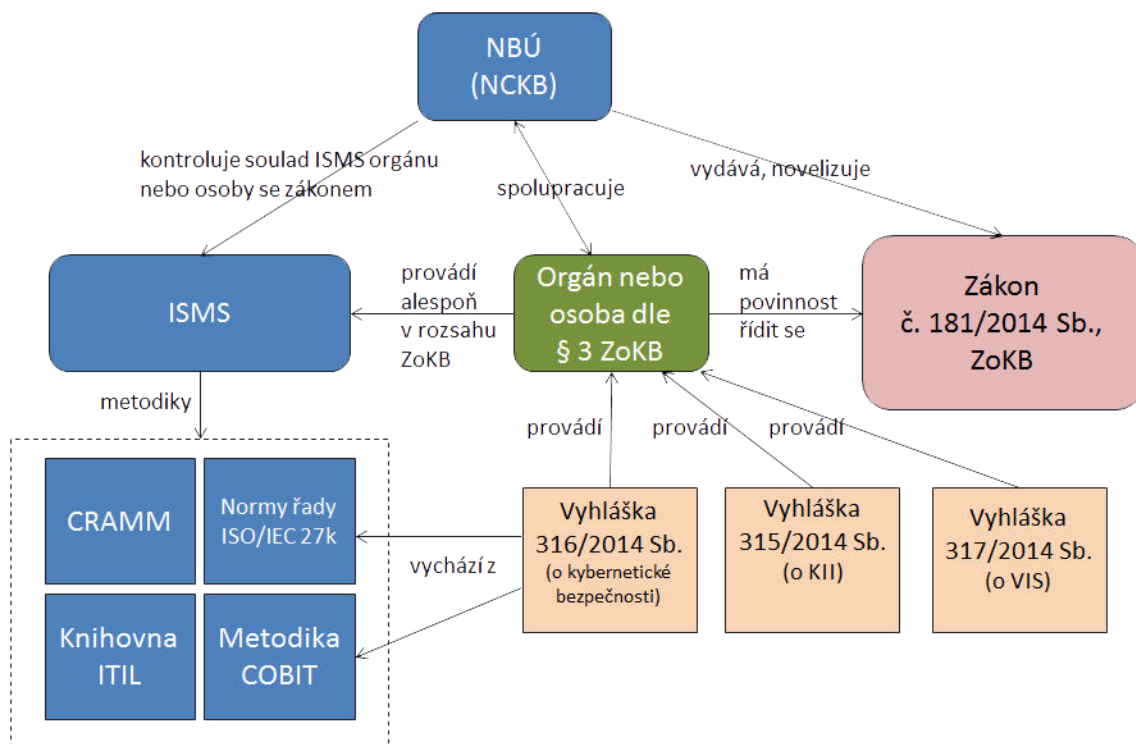 NBÚ
(NCKB)
kontroluje soulad ISMS orgánu
nebo osoby se zákonem
spolupracuje
vydává, novelizuje
ISMS
provádí
alespoň
v rozsahu
ZoKB
Orgán nebo
osoba dle
§ 3 ZoKB
má
povinnost
řídit se
Zákon
č. 181/2014 Sb.,
ZoKB
metodiky
provádí
provádí
provádí
CRAMM
Normy řady
ISO/IEC 27k
vychází z
Vyhláška
316/2014 Sb.
(o kybernetické
bezpečnosti)
Vyhláška
315/2014 Sb.
(o KII)
Vyhláška
317/2014 Sb.
(o VIS)
Knihovna
ITIL
Metodika
COBIT